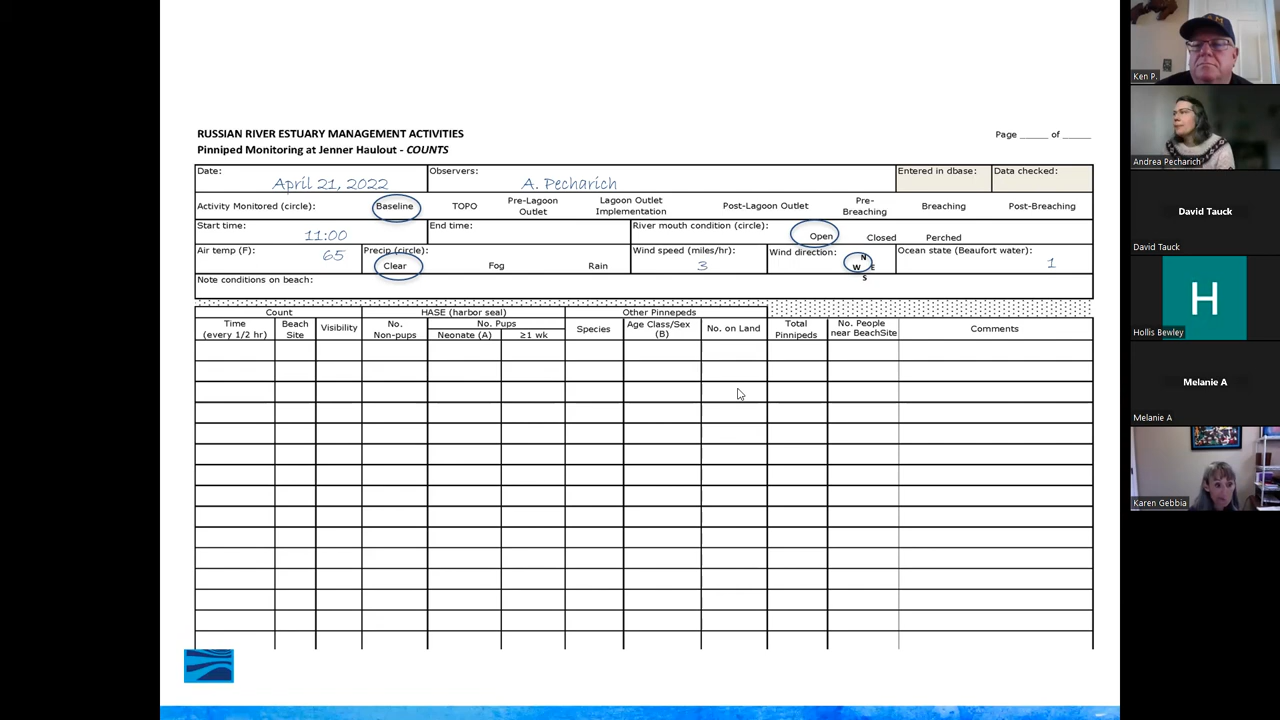 RUSSIAN RIVER ESTUARY MANAGEMENT ACTIVITIES
Page _____ of _____
Pinniped Monitoring at Jenner Haulout - COUNTS
Date: April 21, 2022
Observers: A. Pecharich
Entered in dbase:
Data checked:
Activity Monitored (circle):
Baseline
TOPO
Pre-Lagoon
Outlet
Lagoon Outlet
Implementation
Post-Lagoon Outlet
Pre-
Breaching
Breaching
Post-Breaching
Start time: 11:00
End time:
River mouth condition (circle):
Open
Closed
Perched
Air temp (F): 65
Precip (circle):
Clear
Fog
Rain
Wind speed (miles/hr):
3
Wind direction:
N
W E
S
Ocean state (Beaufort water):
1
Note conditions on beach:
Count
HASE (harbor seal)
Other Pinnepeds
Time
(every 1/2 hr)
Beach
Site
Visibility
No.
Non-pups
No. Pups
Neonate (A)
≥1 wk
Species
Age Class/Sex
(B)
No. on Land
Total
Pinnipeds
No. People
near BeachSite
Comments
Ken P.
Andrea Pecharich
David Tauck
David Tauck
H
Hollis Bewley
Melanie A
Melanie A
Karen Gebbia